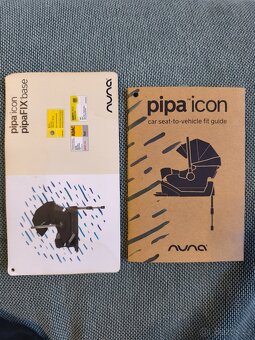 pipa icon
pipaFIX base
nuna
pipa icon
car seat-to-vehicle fit guide
nuna